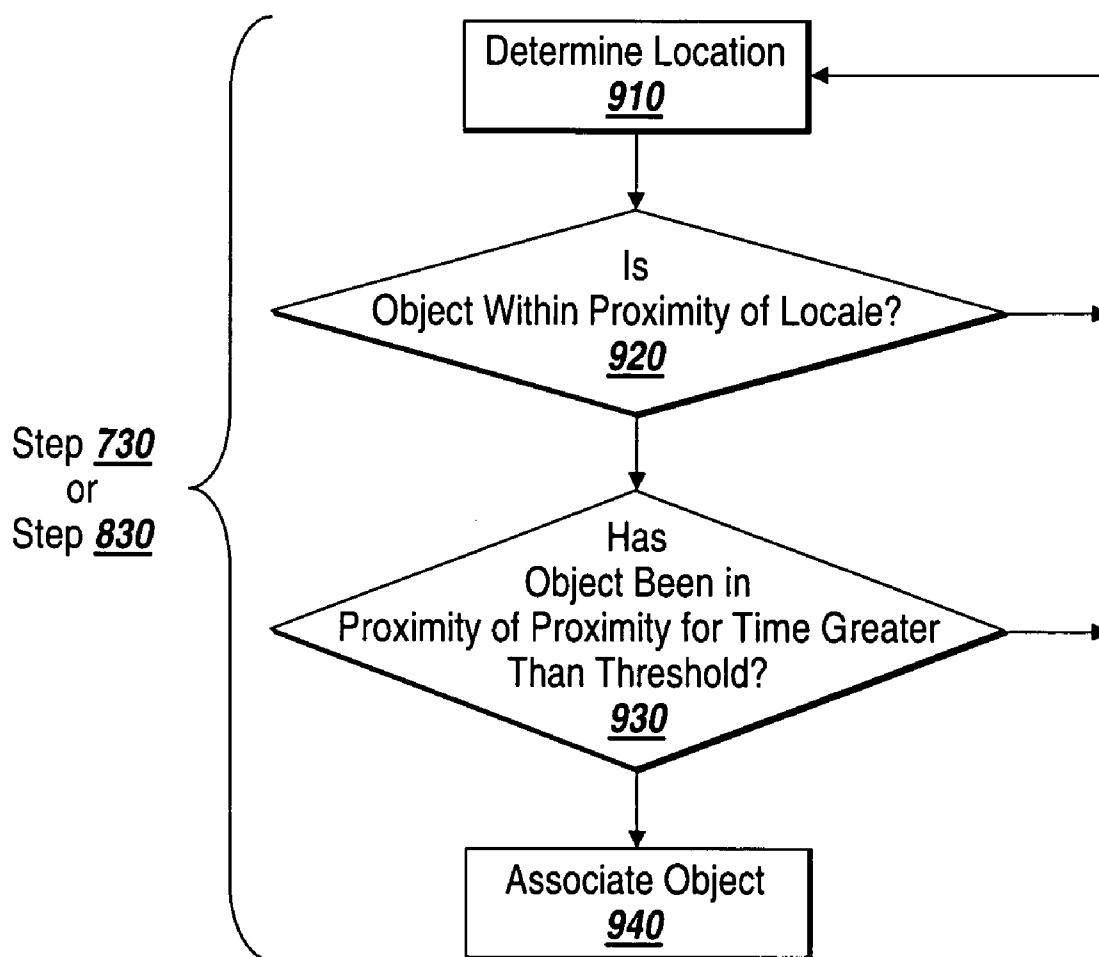 Determine Location
910
Is
Object Within Proximity of Locale?
920
Step 730
or
Step 830
Has
Object Been in
Proximity of Proximity for Time Greater
Than Threshold?
930
Associate Object
940